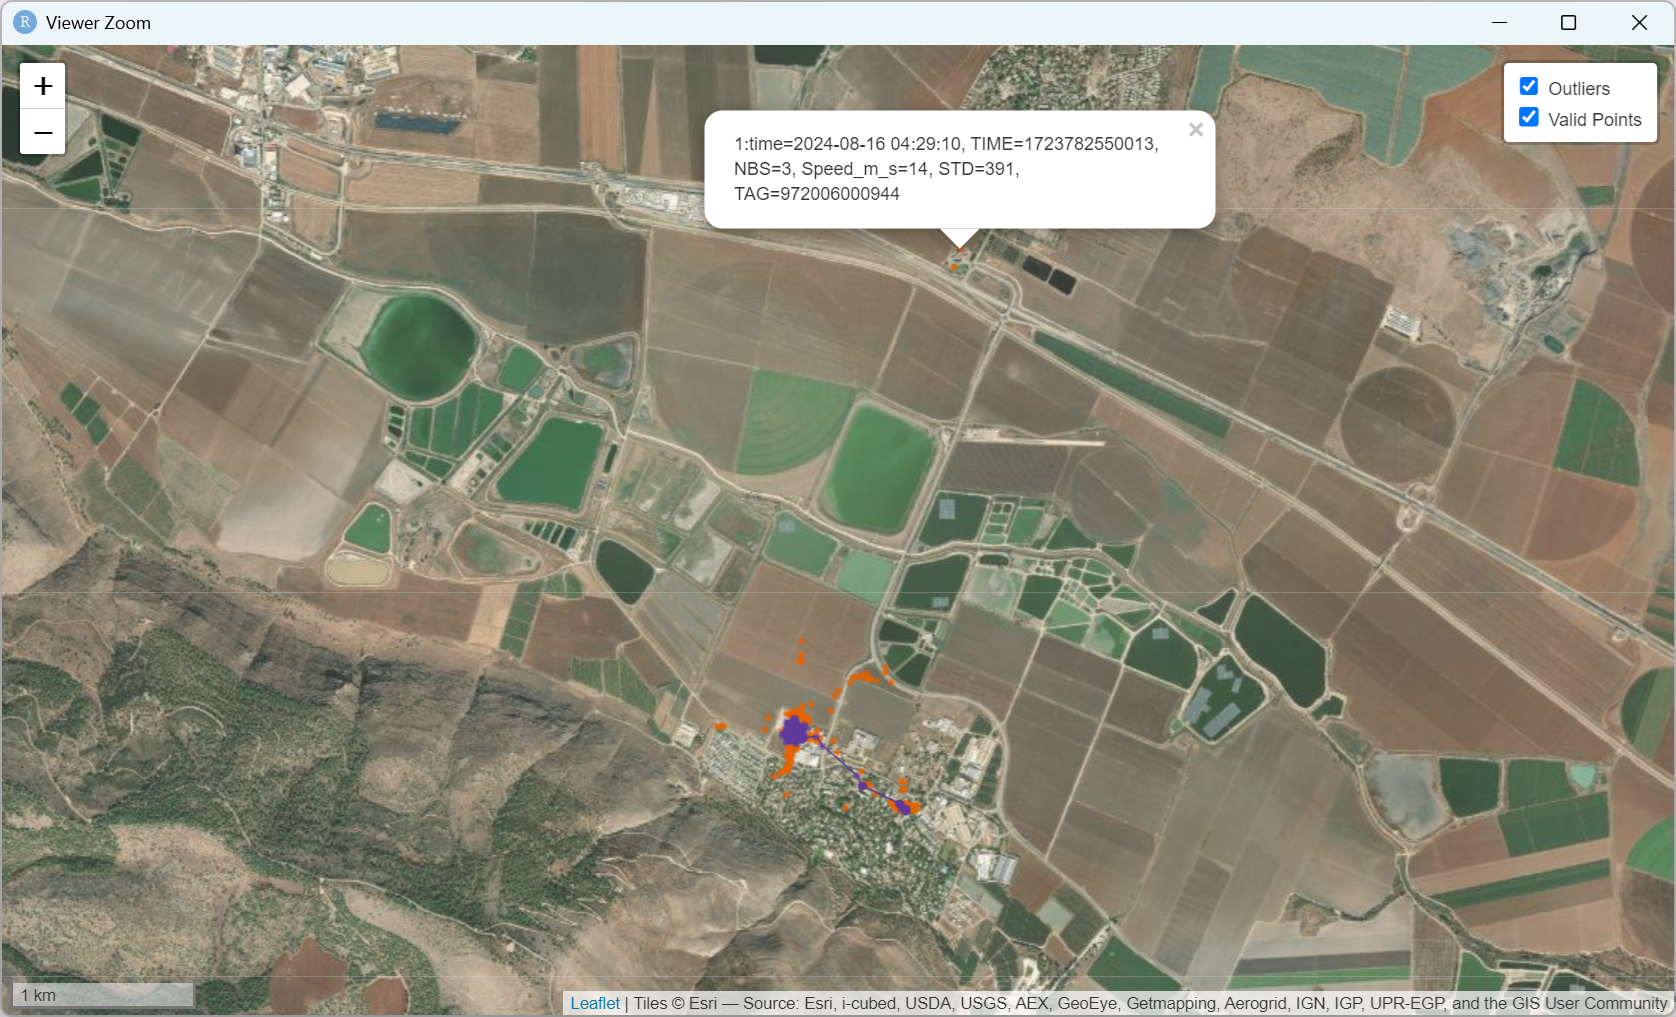 R Viewer Zoom
+
−
Outliers
Valid Points
1:time=2024-08-16 04:29:10, TIME=1723782550013,
NBS=3, Speed_m_s=14, STD=391,
TAG=972006000944
×
1 km
Leaflet | Tiles © Esri — Source: Esri, i-cubed, USDA, USGS, AEX, GeoEye, Getmapping, Aerogrid, IGN, IGP, UPR-EGP, and the GIS User Community